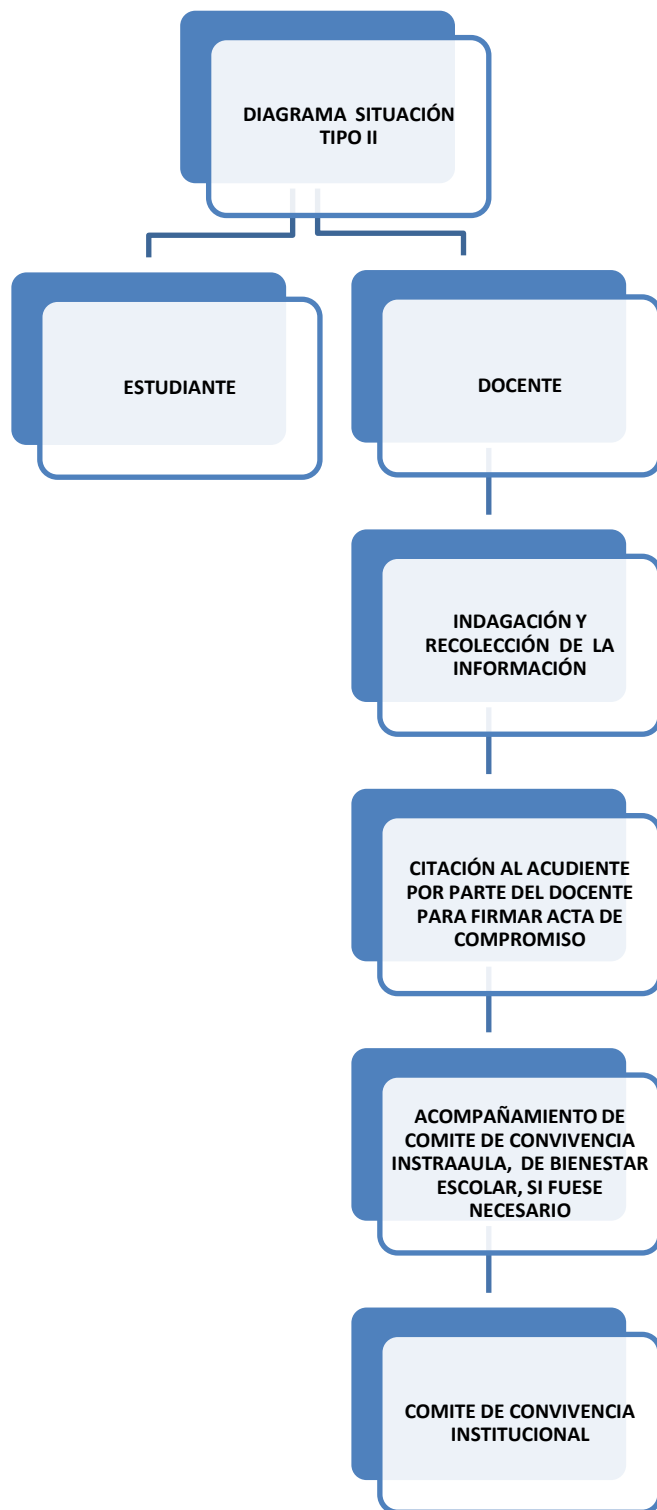 DIAGRAMA SITUACIÓN
TIPO II
ESTUDIANTE
DOCENTE
INDAGACIÓN Y
RECOLECCIÓN DE LA
INFORMACIÓN
CITACIÓN AL ACUDIENTE
POR PARTE DEL DOCENTE
PARA FIRMAR ACTA DE
COMPROMISO
ACOMPAÑAMIENTO DE
COMITE DE CONVIVENCIA
INSTRAAULA, DE BIENESTAR
ESCOLAR, SI FUESE
NECESARIO
COMITE DE CONVIVENCIA
INSTITUCIONAL